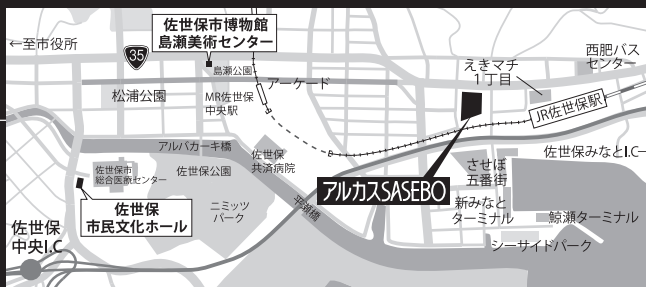 佐世保市博物館
島瀬美術センター
←至市役所
35
西肥バス
センター
えきマチ
1丁目
島瀬公園
アーケード
松浦公園
MR佐世保
中央駅
JR佐世保駅
アルバカーキ橋
佐世保
共済病院
佐世保みなとI.C→
佐世保市
総合医療センター
佐世保公園
させぼ
五番街
アルカスSASEBO
佐世保
市民文化ホール
ニミッツ
パーク
平瀬橋
新みなと
ターミナル
鯨瀬ターミナル
佐世保
中央I.C
シーサイドパーク